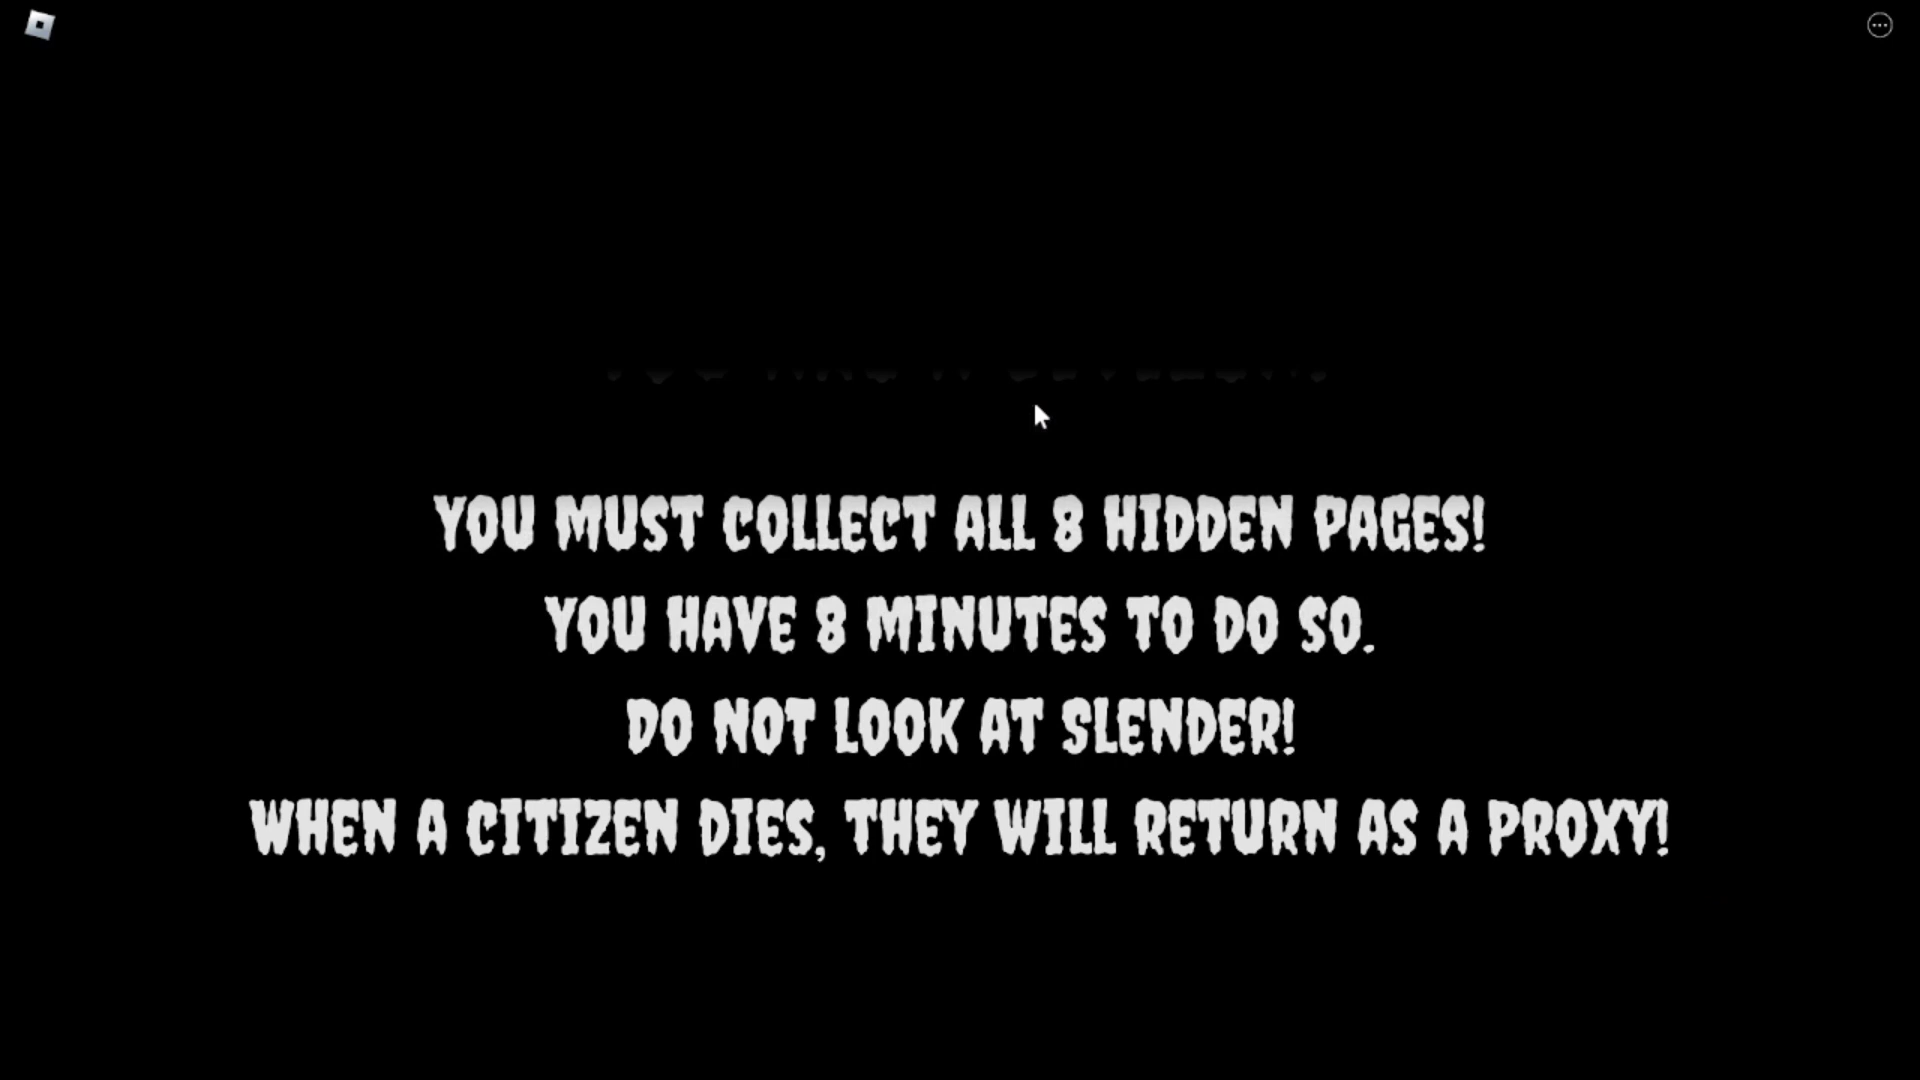 YOU MUST COLLECT ALL 8 HIDDEN PAGES!
YOU HAVE 8 MINUTES TO DO SO.
DO NOT LOOK AT SLENDER!
WHEN A CITIZEN DIES, THEY WILL RETURN AS A PROXY!